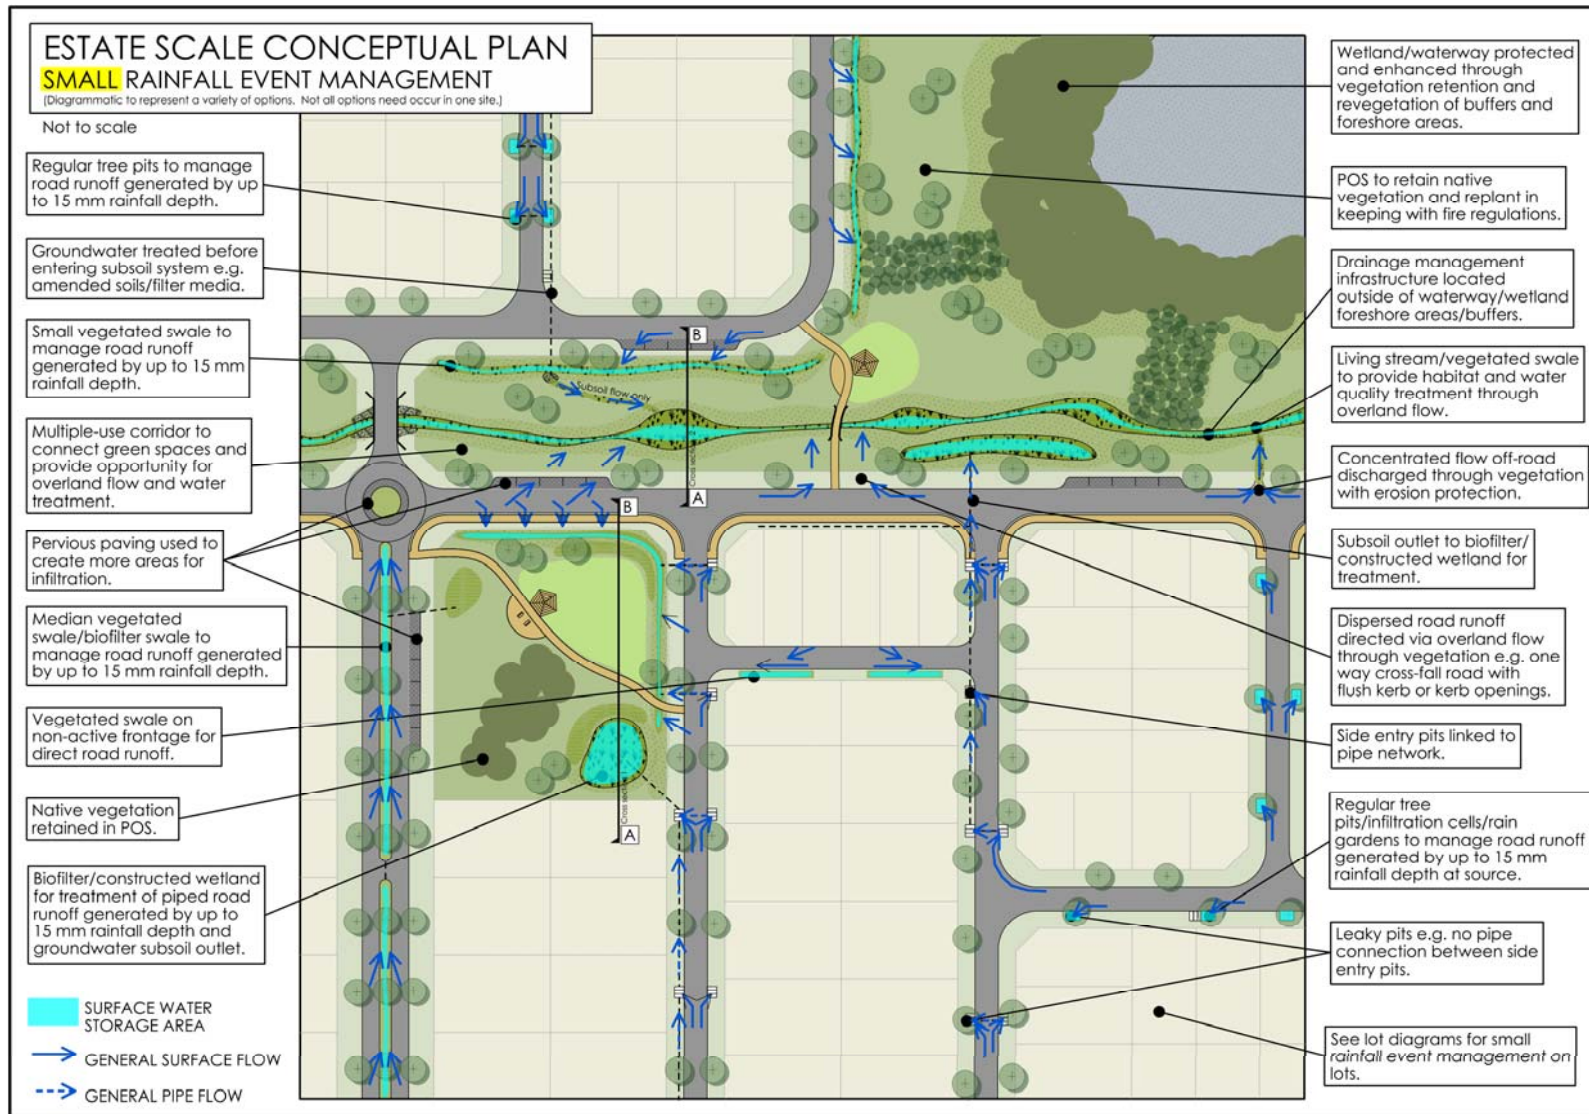 ESTATE SCALE CONCEPTUAL PLAN
SMALL RAINFALL EVENT MANAGEMENT
(Diagrammatic to represent a variety of options. Not all options need occur in one site.)
Not to scale
Regular tree pits to manage
road runoff generated by up
to 15 mm rainfall depth.
Groundwater treated before
entering subsoil system e.g.
amended soils/filter media.
Small vegetated swale to
manage road runoff
generated by up to 15 mm
rainfall depth.
Multiple-use corridor to
connect green spaces and
provide opportunity for
overland flow and water
treatment.
Pervious paving used to
create more areas for
infiltration.
Median vegetated
swale/biofilter swale to
manage road runoff generated
by up to 15 mm rainfall depth.
Vegetated swale on
non-active frontage for
direct road runoff.
Native vegetation
retained in POS.
Biofilter/constructed wetland
for treatment of piped road
runoff generated by up to
15 mm rainfall depth and
groundwater subsoil outlet.
SURFACE WATER
STORAGE AREA
GENERAL SURFACE FLOW
GENERAL PIPE FLOW
B
Subsoil flow only
Cross section
A
B
Cross section
A
Wetland/waterway protected
and enhanced through
vegetation retention and
revegetation of buffers and
foreshore areas.
POS to retain native
vegetation and replant in
keeping with fire regulations.
Drainage management
infrastructure located
outside of waterway/wetland
foreshore areas/buffers.
Living stream/vegetated swale
to provide habitat and water
quality treatment through
overland flow.
Concentrated flow off-road
discharged through vegetation
with erosion protection.
Subsoil outlet to biofilter/
constructed wetland for
treatment.
Dispersed road runoff
directed via overland flow
through vegetation e.g. one
way cross-fall road with
flush kerb or kerb openings.
Side entry pits linked to
pipe network.
Regular tree
pits/infiltration cells/rain
gardens to manage road runoff
generated by up to 15 mm
rainfall depth at source.
Leaky pits e.g. no pipe
connection between side
entry pits.
See lot diagrams for small
rainfall event management on
lots.